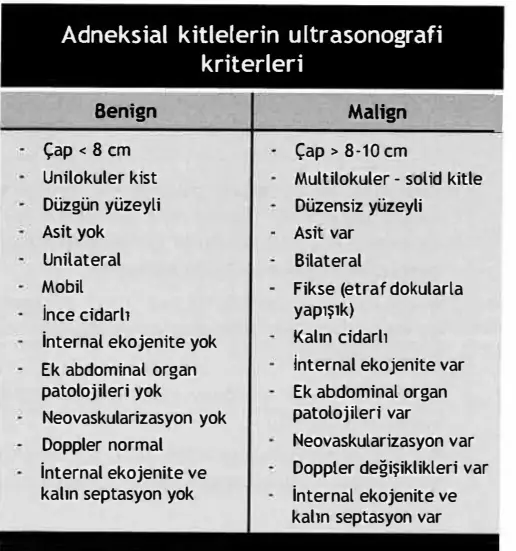 Adneksial kitlelerin ultrasonografi
kriterleri
Benign
- Çap < 8 cm
- Unilokuler kist
- Düzgün yüzeyli
- Asit yok
- Unilateral
- Mobil
- İnce cidarlı
- İnternal ekojenite yok
- Ek abdominal organ
patolojileri yok
- Neovaskularizasyon yok
- Doppler normal
- İnternal ekojenite ve
kalın septasyon yok
Malign
- Çap > 8-10 cm
- Multilokuler - solid kitle
- Düzensiz yüzeyli
- Asit var
- Bilateral
- Fikse (etraf dokularla
yapışık)
- Kalın cidarlı
- İnternal ekojenite var
- Ek abdominal organ
patolojileri var
- Neovaskularizasyon var
- Doppler değişiklikleri var
- İnternal ekojenite ve
kalın septasyon var